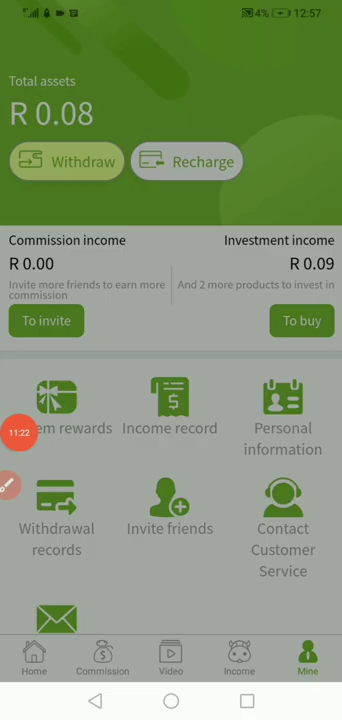 4% 12:57
Total assets
R 0.08
Withdraw
Recharge
Commission income
Investment income
R 0.00
R 0.09
Invite more friends to earn more
commission
And 2 more products to invest in
To invite
To buy
11:22
em rewards
Income record
Personal
information
Withdrawal
records
Invite friends
Contact
Customer
Service
Home
Commission
Video
Income
Mine